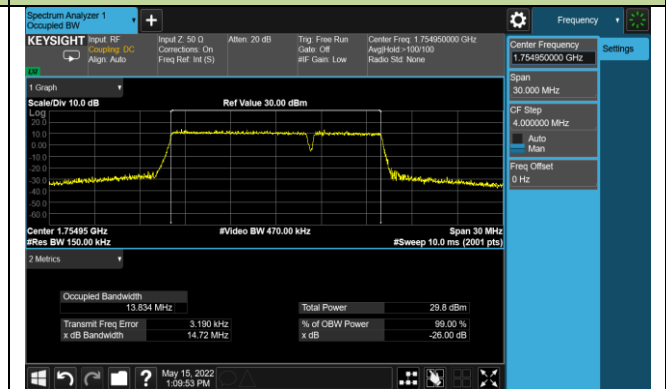 Spectrum Analyzer 1
Occupied BW
Frequency
KEYSIGHT
Input: RF
Coupling: DC
Align: Auto
Input Z: 50 Ω
Corrections: On
Freq Ref: Int (S)
Atten: 20 dB
Trig: Free Run
Gate: Off
#IF Gain: Low
Center Freq: 1.754950000 GHz
Avg|Hold:>100/100
Radio Std: None
Center Frequency
1.754950000 GHz
Settings
Span
30.000 MHz
CF Step
4.000000 MHz
Auto
Man
Freq Offset
0 Hz
1 Graph
Scale/Div 10.0 dB
Ref Value 30.00 dBm
Log
20.0
10.0
0.00
-10.0
-20.0
-30.0
-40.0
-50.0
-60.0
Center 1.75495 GHz
#Video BW 470.00 kHz
Span 30 MHz
#Res BW 150.00 kHz
#Sweep 10.0 ms (2001 pts)
2 Metrics
Occupied Bandwidth
13.834 MHz
Total Power
29.8 dBm
Transmit Freq Error
3.190 kHz
% of OBW Power
99.00 %
x dB Bandwidth
14.72 MHz
x dB
-26.00 dB
May 15, 2022
1:09:53 PM